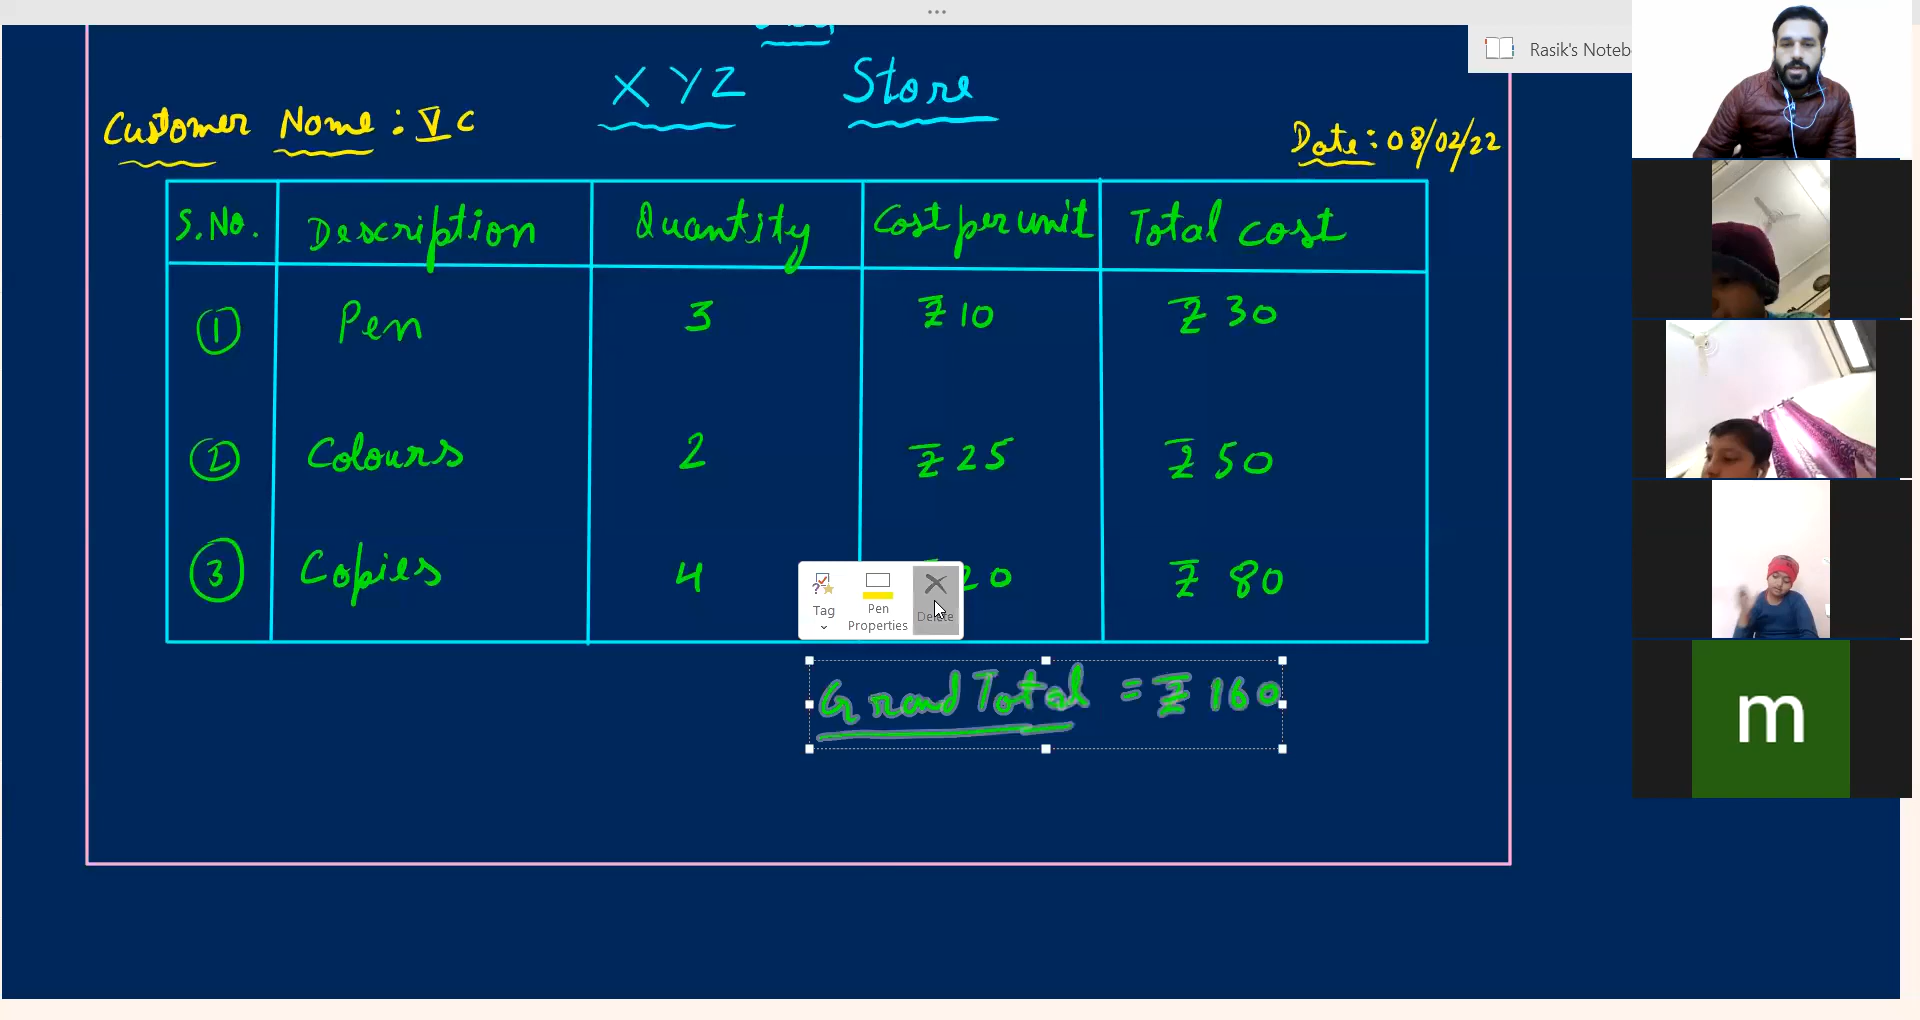 Rasik's Noteb
XYZ Store
Customer Name : V C
Date : 08/02/22
S.No. Description Quantity Cost per unit Total cost
1 Pen 3 ₹ 10 ₹ 30
2 Colours 2 ₹ 25 ₹ 50
3 Copies 4 20 ₹ 80
Tag
Pen Properties
Delete
Grand Total = ₹ 160
m